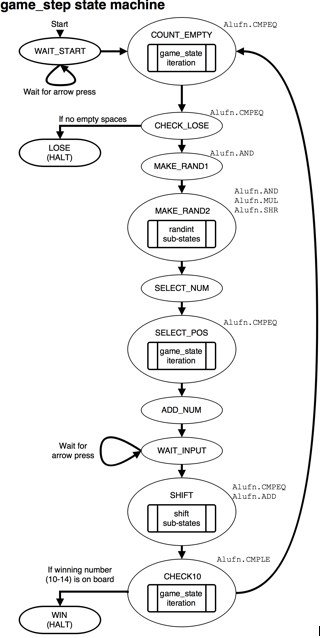 game_step state machine
Start
Alufn.CMPEQ
WAIT_START
COUNT_EMPTY
game_state
iteration
Wait for arrow press
Alufn.CMPEQ
If no empty spaces
CHECK_LOSE
LOSE
(HALT)
Alufn.AND
MAKE_RAND1
Alufn.AND
Alufn.MUL
Alufn.SHR
MAKE_RAND2
randint
sub-states
SELECT_NUM
Alufn.CMPEQ
SELECT_POS
game_state
iteration
ADD_NUM
Wait for
arrow press
WAIT_INPUT
Alufn.CMPEQ
Alufn.ADD
SHIFT
shift
sub-states
Alufn.CMPLE
If winning number
(10-14) is on board
CHECK10
game_state
iteration
WIN
(HALT)